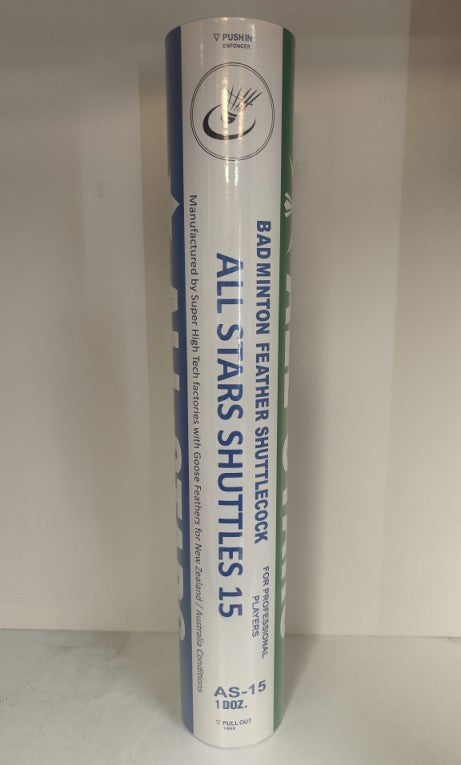 ▽ PUSH IN
ENFONCER
BADMINTON FEATHER SHUTTLECOCK
FOR PROFESSIONAL
PLAYERS
ALL STARS SHUTTLES 15
Manufactured by Super High Tech factories with Goose Feathers for New Zealand / Australia Conditions
AS-15
1 DOZ.
▽ PULL OUT